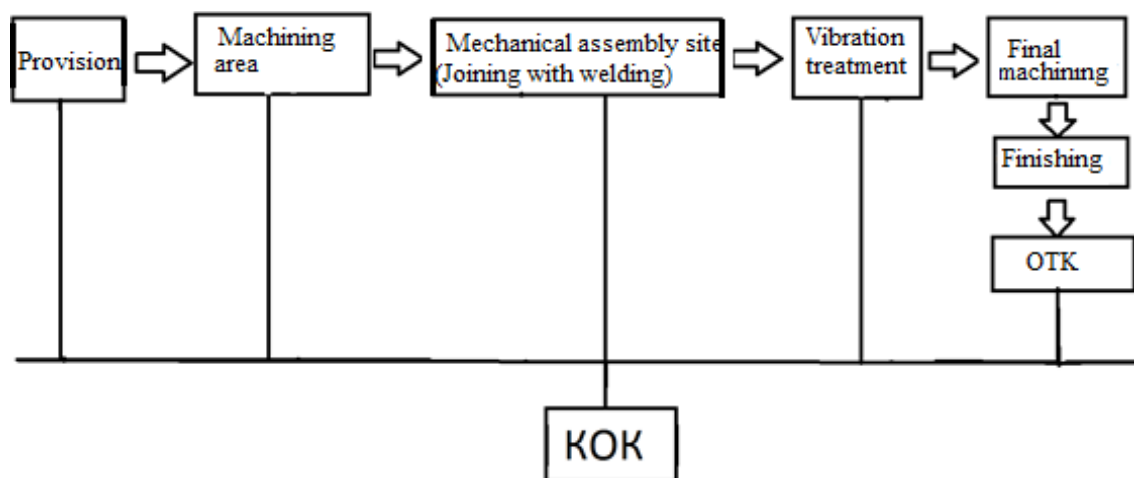 Provision
Machining
area
Mechanical assembly site
(Joining with welding)
Vibration
treatment
Final
machining
Finishing
OTK
КОК